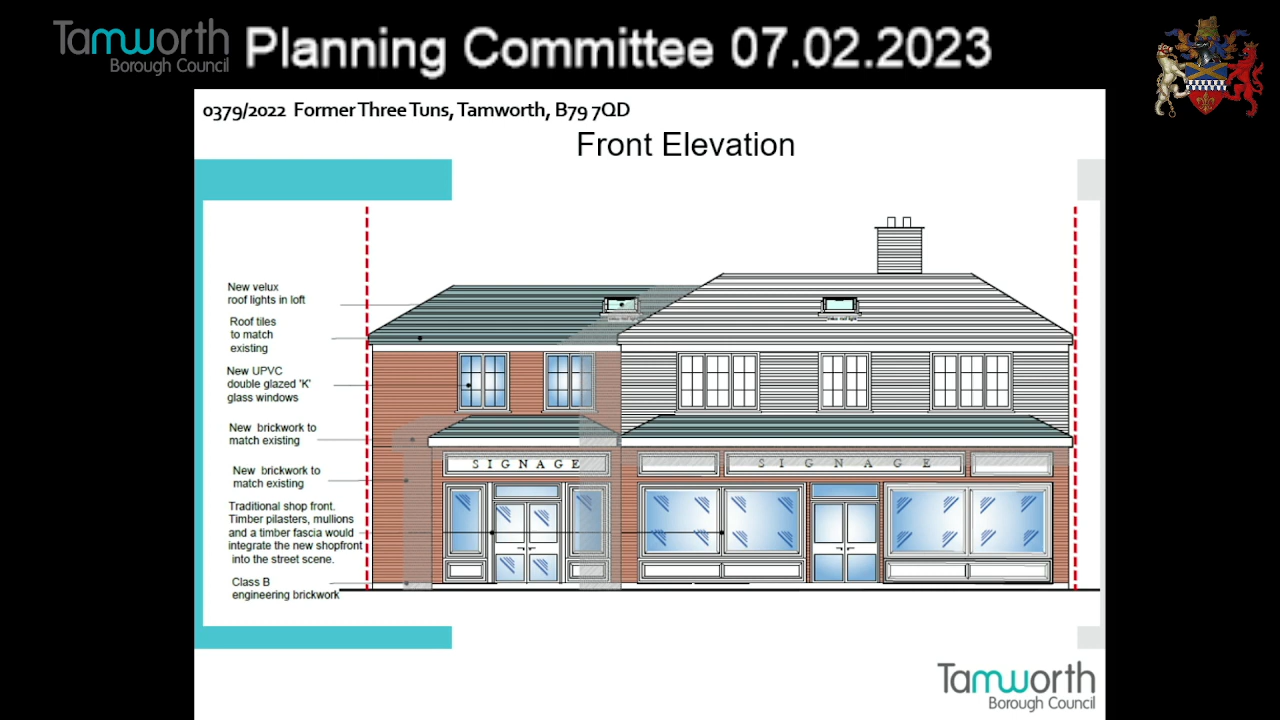 Tamworth
Borough Council
Planning Committee 07.02.2023
0379/2022 Former Three Tuns, Tamworth, B79 7QD
Front Elevation
New velux
roof lights in loft
Roof tiles
to match
existing
New UPVC
double glazed 'K'
glass windows
New brickwork to
match existing
New brickwork to
match existing
Traditional shop front.
Timber pilasters, mullions
and a timber fascia would
integrate the new shopfront
into the street scene.
Class B
engineering brickwork
SIGNAGE
SIGNAGE
Tamworth
Borough Council